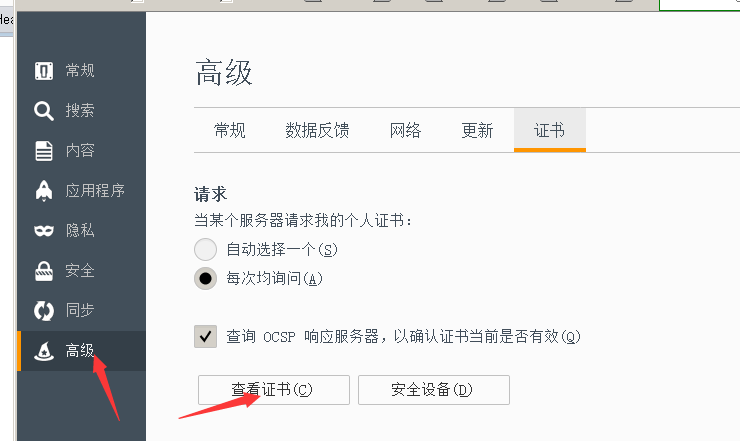 Hea
常规
搜索
内容
应用程序
隐私
安全
同步
高级
高级
常规 数据反馈 网络 更新 证书
请求
当某个服务器请求我的个人证书:
自动选择一个(S)
每次均询问(A)
查询 OCSP 响应服务器,以确认证书当前是否有效(Q)
查看证书(C) 安全设备(D)